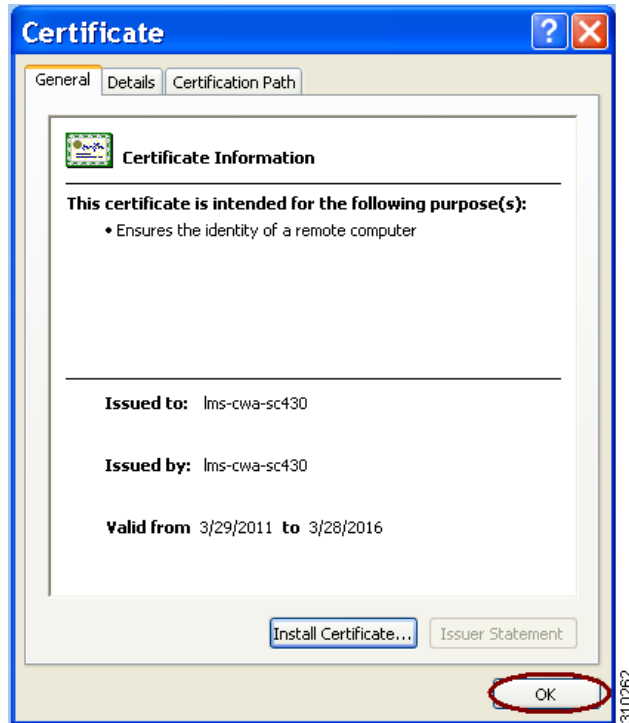 Certificate
General Details Certification Path
Certificate Information
This certificate is intended for the following purpose(s):
• Ensures the identity of a remote computer
Issued to: lms-cwa-sc430
Issued by: lms-cwa-sc430
Valid from 3/29/2011 to 3/28/2016
Install Certificate... Issuer Statement
OK
310262